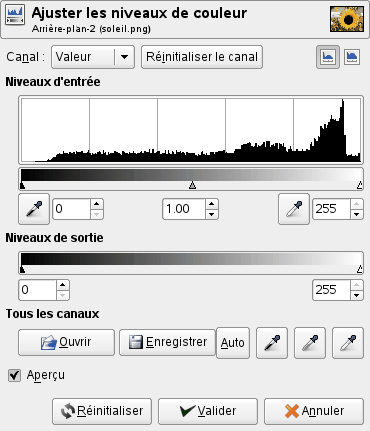 Ajuster les niveaux de couleur
Arrière-plan-2 (soleil.png)
Canal : Valeur Réinitialiser le canal
Niveaux d'entrée
0 1.00 255
Niveaux de sortie
0 255
Tous les canaux
Ouvrir Enregistrer Auto
Aperçu
Réinitialiser Valider Annuler